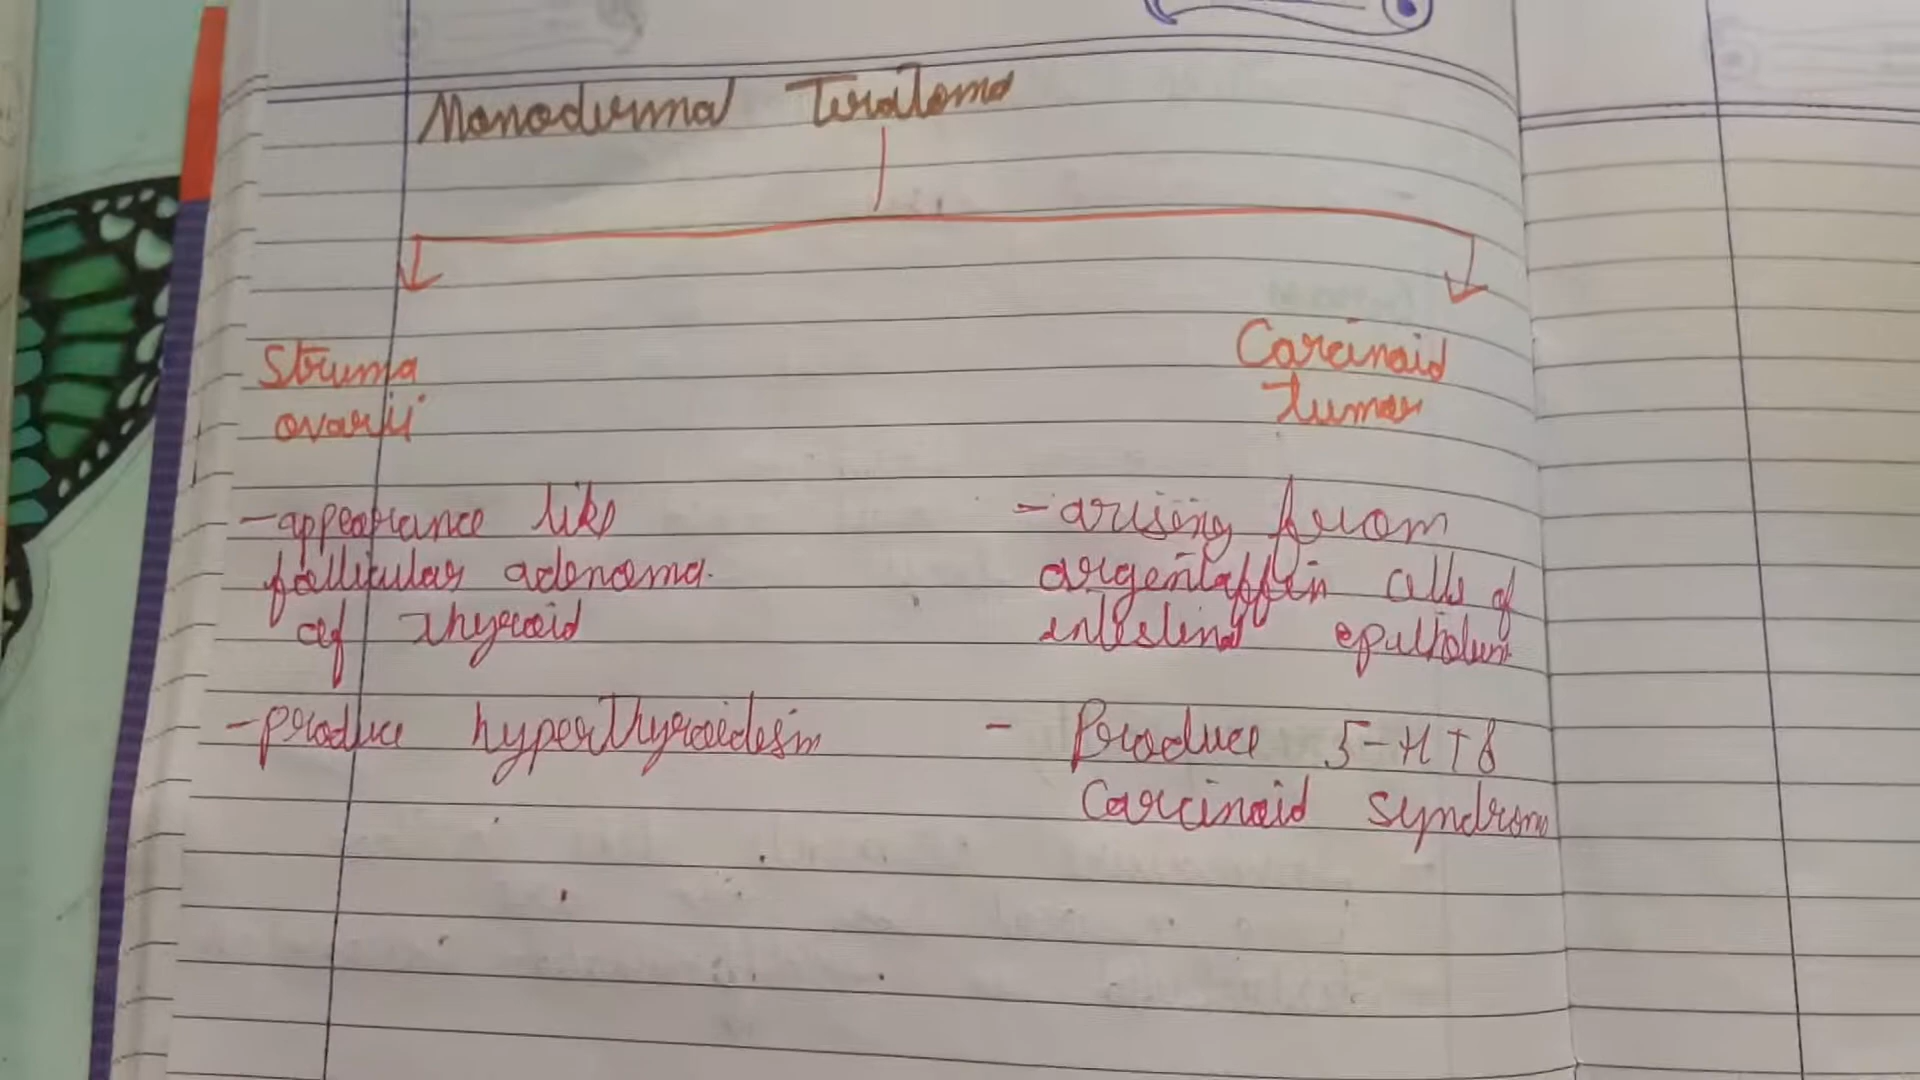 Monodermal Teratoma
Struma
ovarii
- appearance like
follicular adenoma
of thyroid
- produce hyperthyroidesim
Carcinoid
tumor
- arising from
argentaffin cells of
intestinal epithelium
- Produce 5-HT &
Carcinoid syndrome